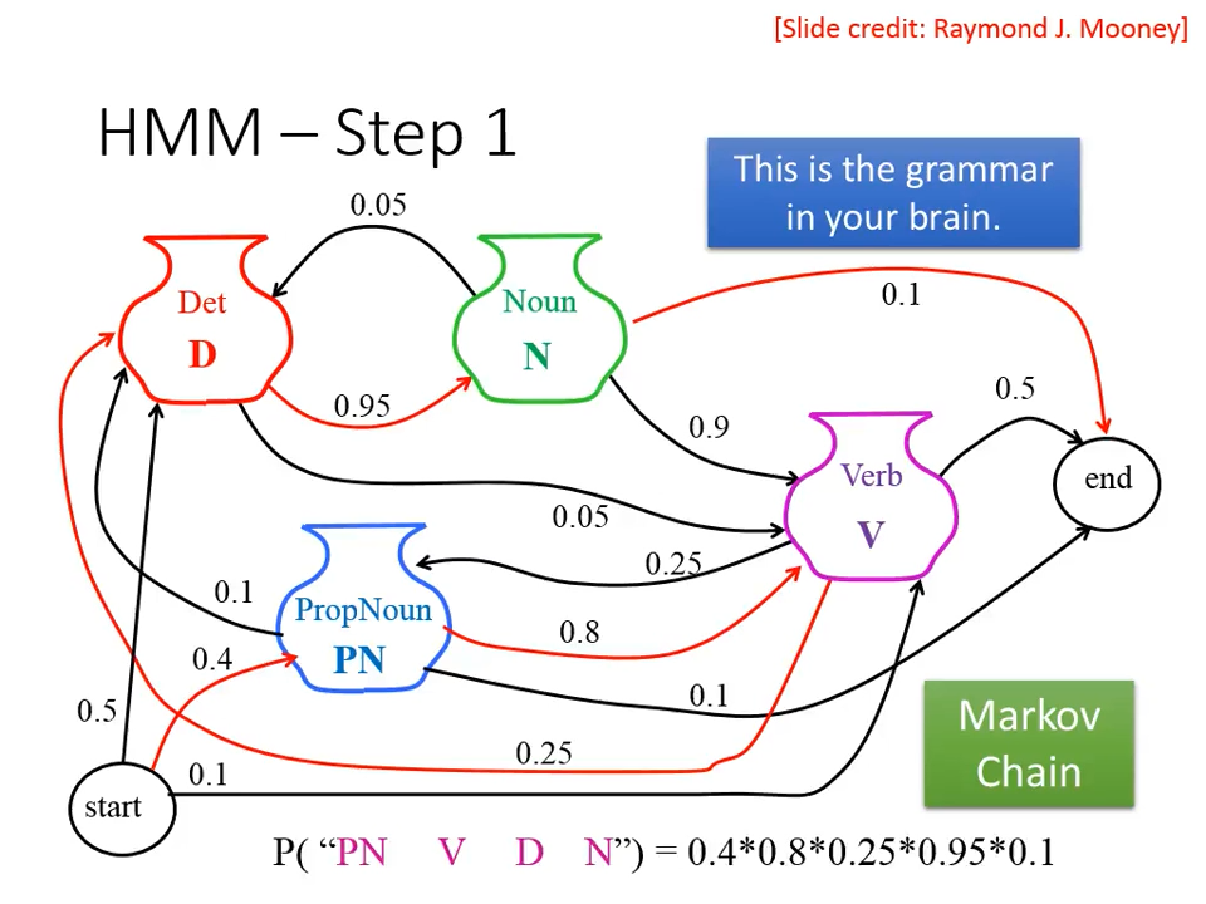 [Slide credit: Raymond J. Mooney]
HMM – Step 1
This is the grammar
in your brain.
0.05
Det
D
Noun
N
0.1
0.95
0.9
0.5
Verb
V
end
0.05
0.25
0.1
PropNoun
PN
0.8
0.4
0.1
0.5
0.25
0.1
Markov
Chain
start
P( “PN V D N”) = 0.4*0.8*0.25*0.95*0.1